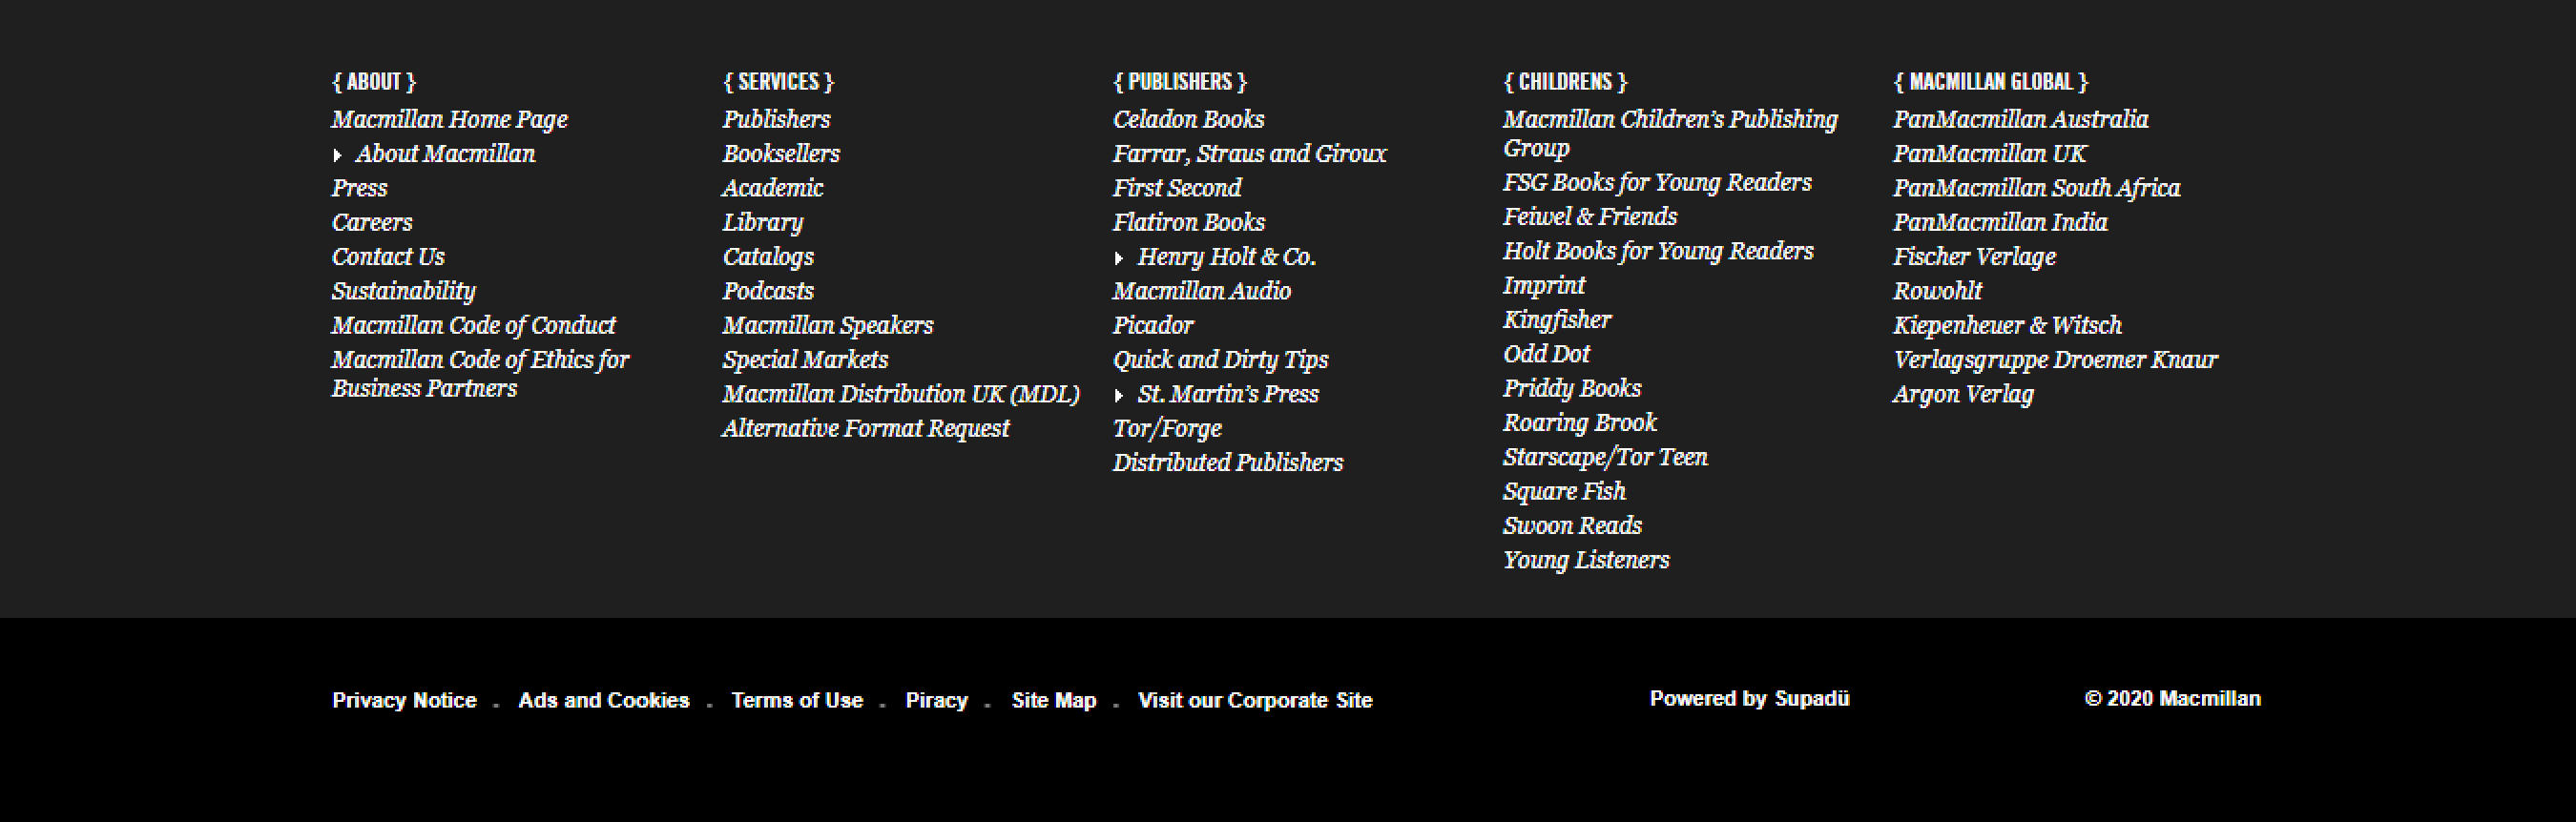 { ABOUT }
Macmillan Home Page
About Macmillan
Press
Careers
Contact Us
Sustainability
Macmillan Code of Conduct
Macmillan Code of Ethics for
Business Partners
{ SERVICES }
Publishers
Booksellers
Academic
Library
Catalogs
Podcasts
Macmillan Speakers
Special Markets
Macmillan Distribution UK (MDL)
Alternative Format Request
{ PUBLISHERS }
Celadon Books
Farrar, Straus and Giroux
First Second
Flatiron Books
Henry Holt & Co.
Macmillan Audio
Picador
Quick and Dirty Tips
St. Martin’s Press
Tor/Forge
Distributed Publishers
{ CHILDRENS }
Macmillan Children’s Publishing
Group
FSG Books for Young Readers
Feiwel & Friends
Holt Books for Young Readers
Imprint
Kingfisher
Odd Dot
Priddy Books
Roaring Brook
Starscape/Tor Teen
Square Fish
Swoon Reads
Young Listeners
{ MACMILLAN GLOBAL }
PanMacmillan Australia
PanMacmillan UK
PanMacmillan South Africa
PanMacmillan India
Fischer Verlage
Rowohlt
Kiepenheuer & Witsch
Verlagsgruppe Droemer Knaur
Argon Verlag
Privacy Notice . Ads and Cookies . Terms of Use . Piracy . Site Map . Visit our Corporate Site
Powered by Supadü
© 2020 Macmillan